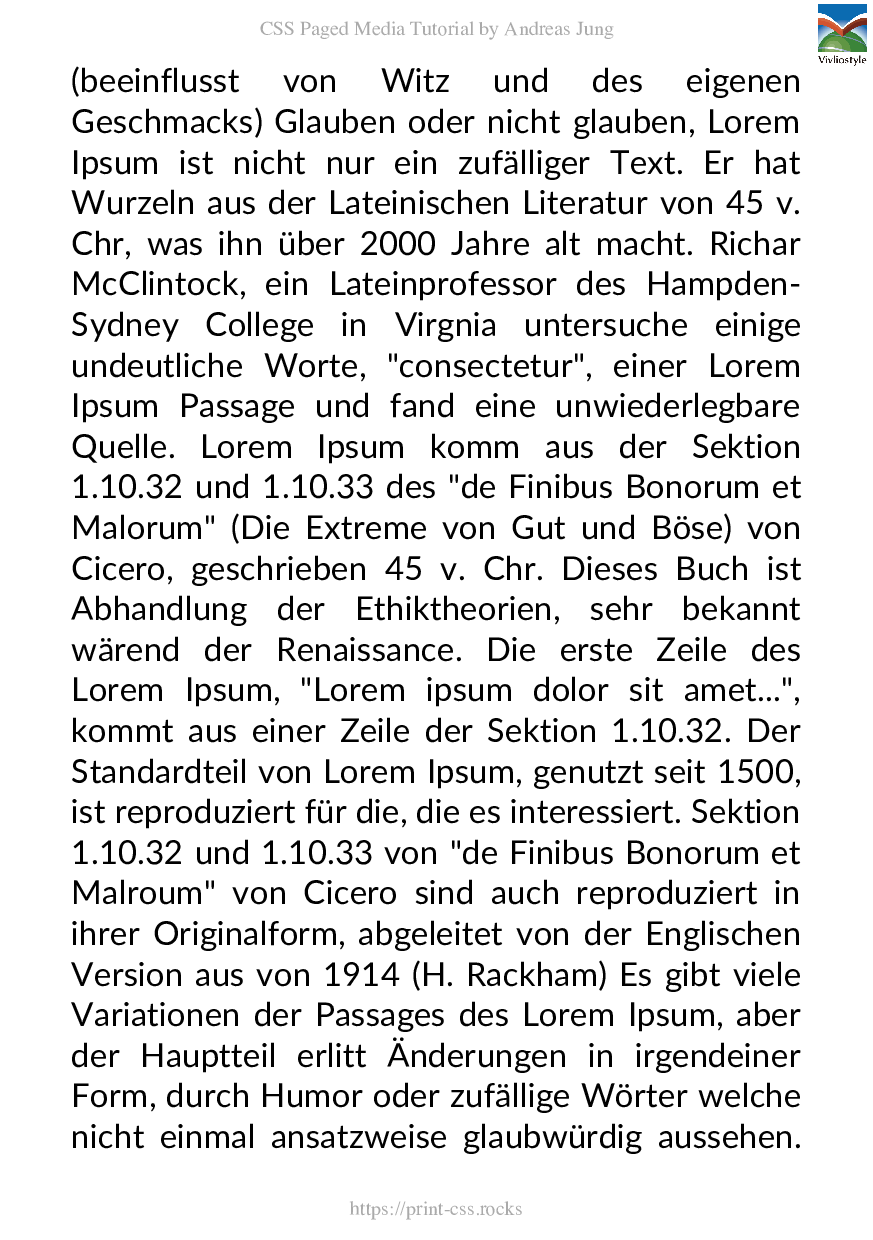 CSS Paged Media Tutorial by Andreas Jung
Vivliostyle
(beeinflusst von Witz und des eigenen
Geschmacks) Glauben oder nicht glauben, Lorem
Ipsum ist nicht nur ein zufälliger Text. Er hat
Wurzeln aus der Lateinischen Literatur von 45 v.
Chr, was ihn über 2000 Jahre alt macht. Richar
McClintock, ein Lateinprofessor des Hampden-
Sydney College in Virgnia untersuche einige
undeutliche Worte, "consectetur", einer Lorem
Ipsum Passage und fand eine unwiederlegbare
Quelle. Lorem Ipsum komm aus der Sektion
1.10.32 und 1.10.33 des "de Finibus Bonorum et
Malorum" (Die Extreme von Gut und Böse) von
Cicero, geschrieben 45 v. Chr. Dieses Buch ist
Abhandlung der Ethiktheorien, sehr bekannt
wärend der Renaissance. Die erste Zeile des
Lorem Ipsum, "Lorem ipsum dolor sit amet...",
kommt aus einer Zeile der Sektion 1.10.32. Der
Standardteil von Lorem Ipsum, genutzt seit 1500,
ist reproduziert für die, die es interessiert. Sektion
1.10.32 und 1.10.33 von "de Finibus Bonorum et
Malroum" von Cicero sind auch reproduziert in
ihrer Originalform, abgeleitet von der Englischen
Version aus von 1914 (H. Rackham) Es gibt viele
Variationen der Passages des Lorem Ipsum, aber
der Hauptteil erlitt Änderungen in irgendeiner
Form, durch Humor oder zufällige Wörter welche
nicht einmal ansatzweise glaubwürdig aussehen.
https://print-css.rocks